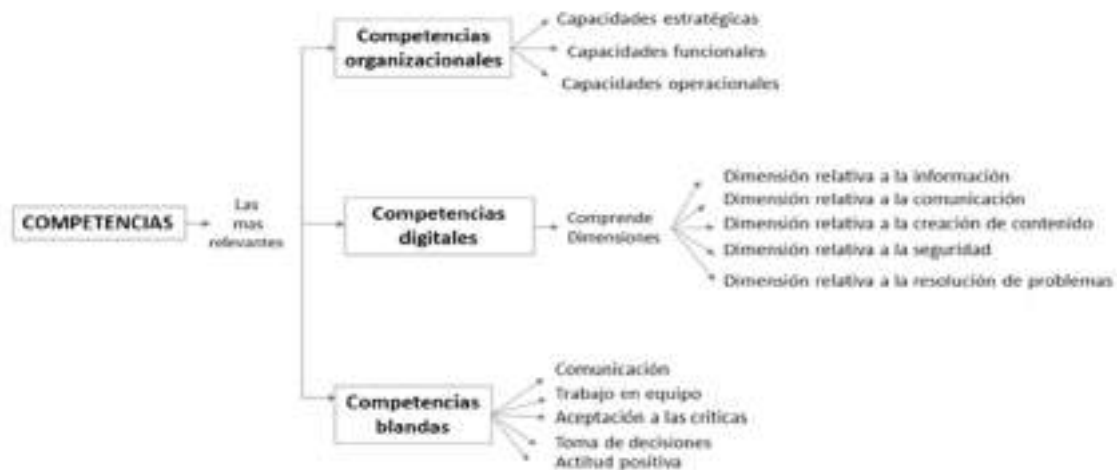 COMPETENCIAS
Las
mas
relevantes
Competencias
organizacionales
Capacidades estratégicas
Capacidades funcionales
Capacidades operacionales
Competencias
digitales
Comprende
Dimensiones
Dimensión relativa a la información
Dimensión relativa a la comunicación
Dimensión relativa a la creación de contenido
Dimensión relativa a la seguridad
Dimensión relativa a la resolución de problemas
Competencias
blandas
Comunicación
Trabajo en equipo
Aceptación a las criticas
Toma de decisiones
Actitud positiva